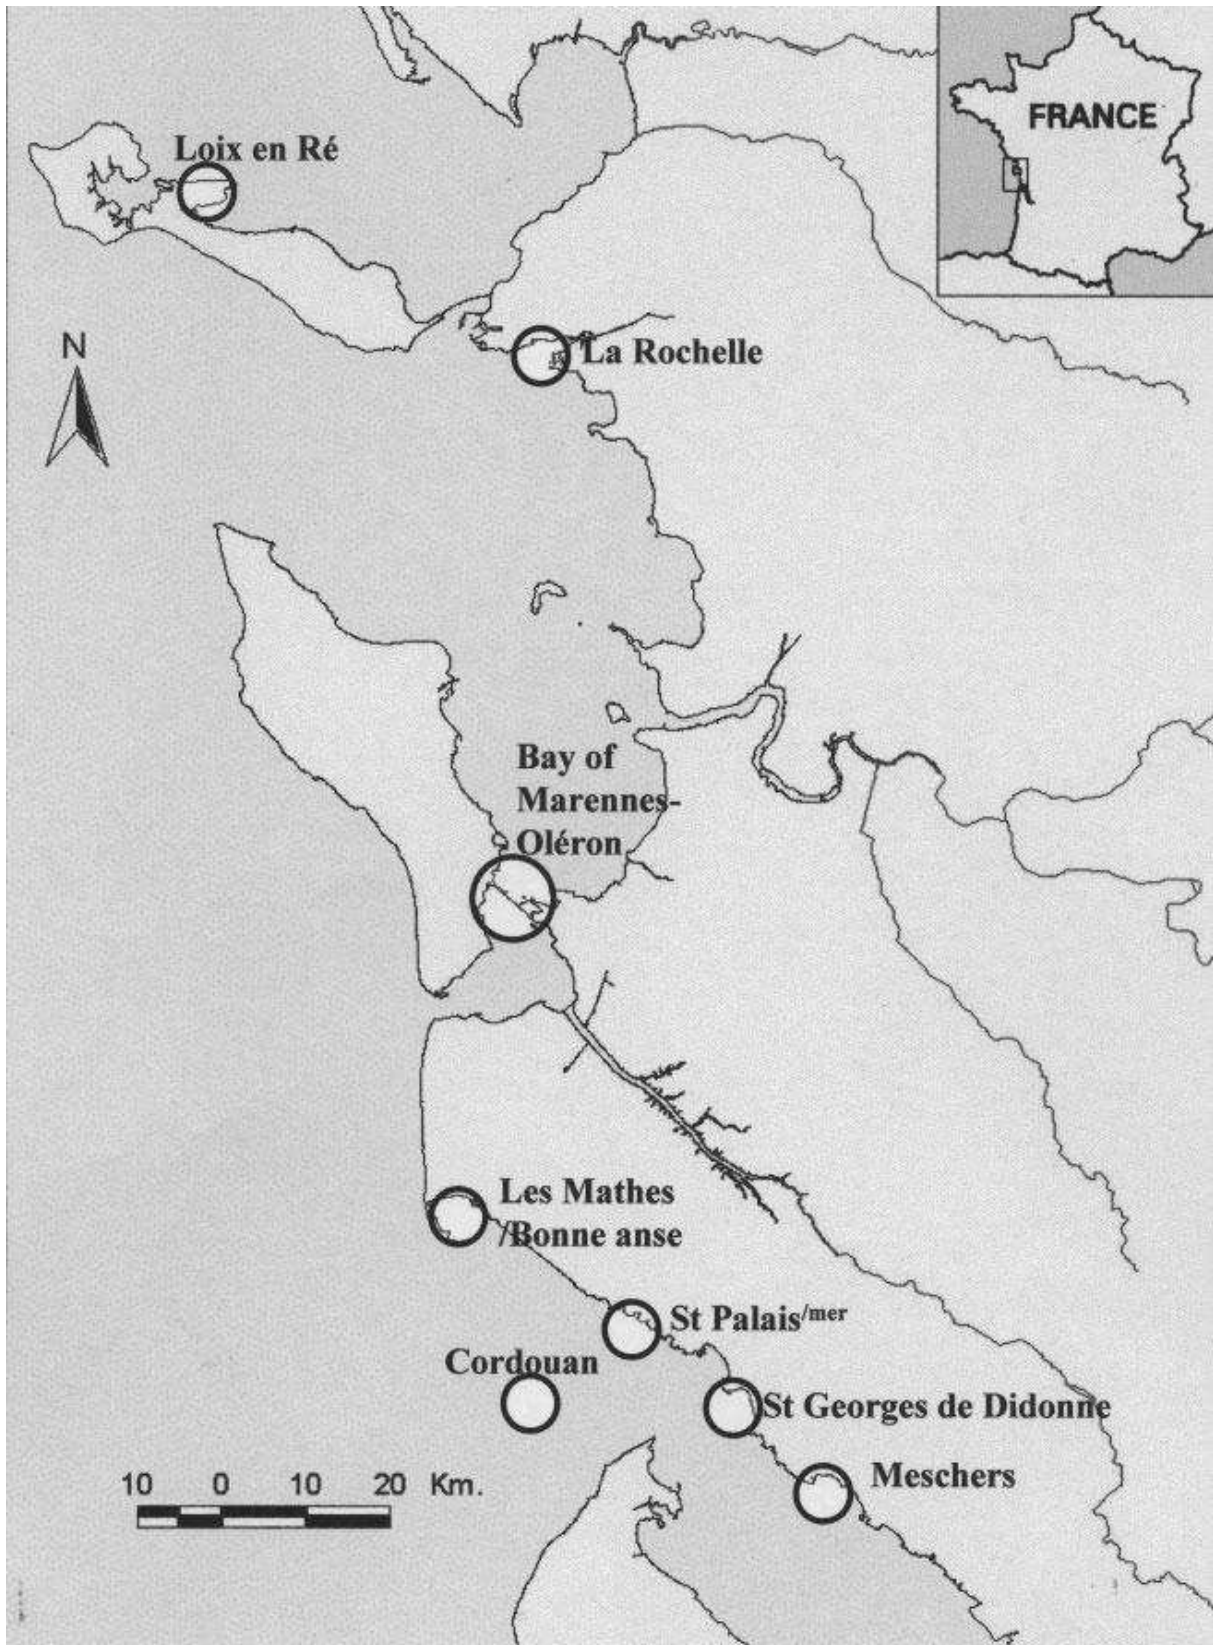 FRANCE
Loix en Ré
N
La Rochelle
Bay of
Marennes-
Oléron
Les Mathes
/Bonne anse
St Palais/mer
Cordouan
St Georges de Didonne
Meschers
10 0 10 20 Km.